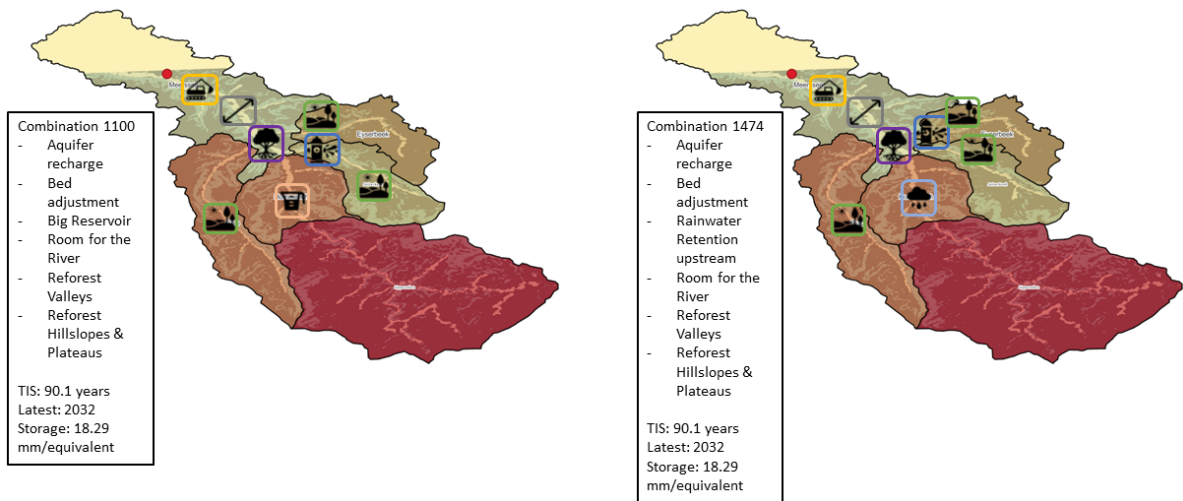 Combination 1100
- Aquifer
recharge
- Bed
adjustment
- Big Reservoir
- Room for the
River
- Reforest
Valleys
- Reforest
Hillslopes &
Plateaus
TIS: 90.1 years
Latest: 2032
Storage: 18.29
mm/equivalent
Eyserbeek
Combination 1474
- Aquifer
recharge
- Bed
adjustment
- Rainwater
Retention
upstream
- Room for the
River
- Reforest
Valleys
- Reforest
Hillslopes &
Plateaus
TIS: 90.1 years
Latest: 2032
Storage: 18.29
mm/equivalent